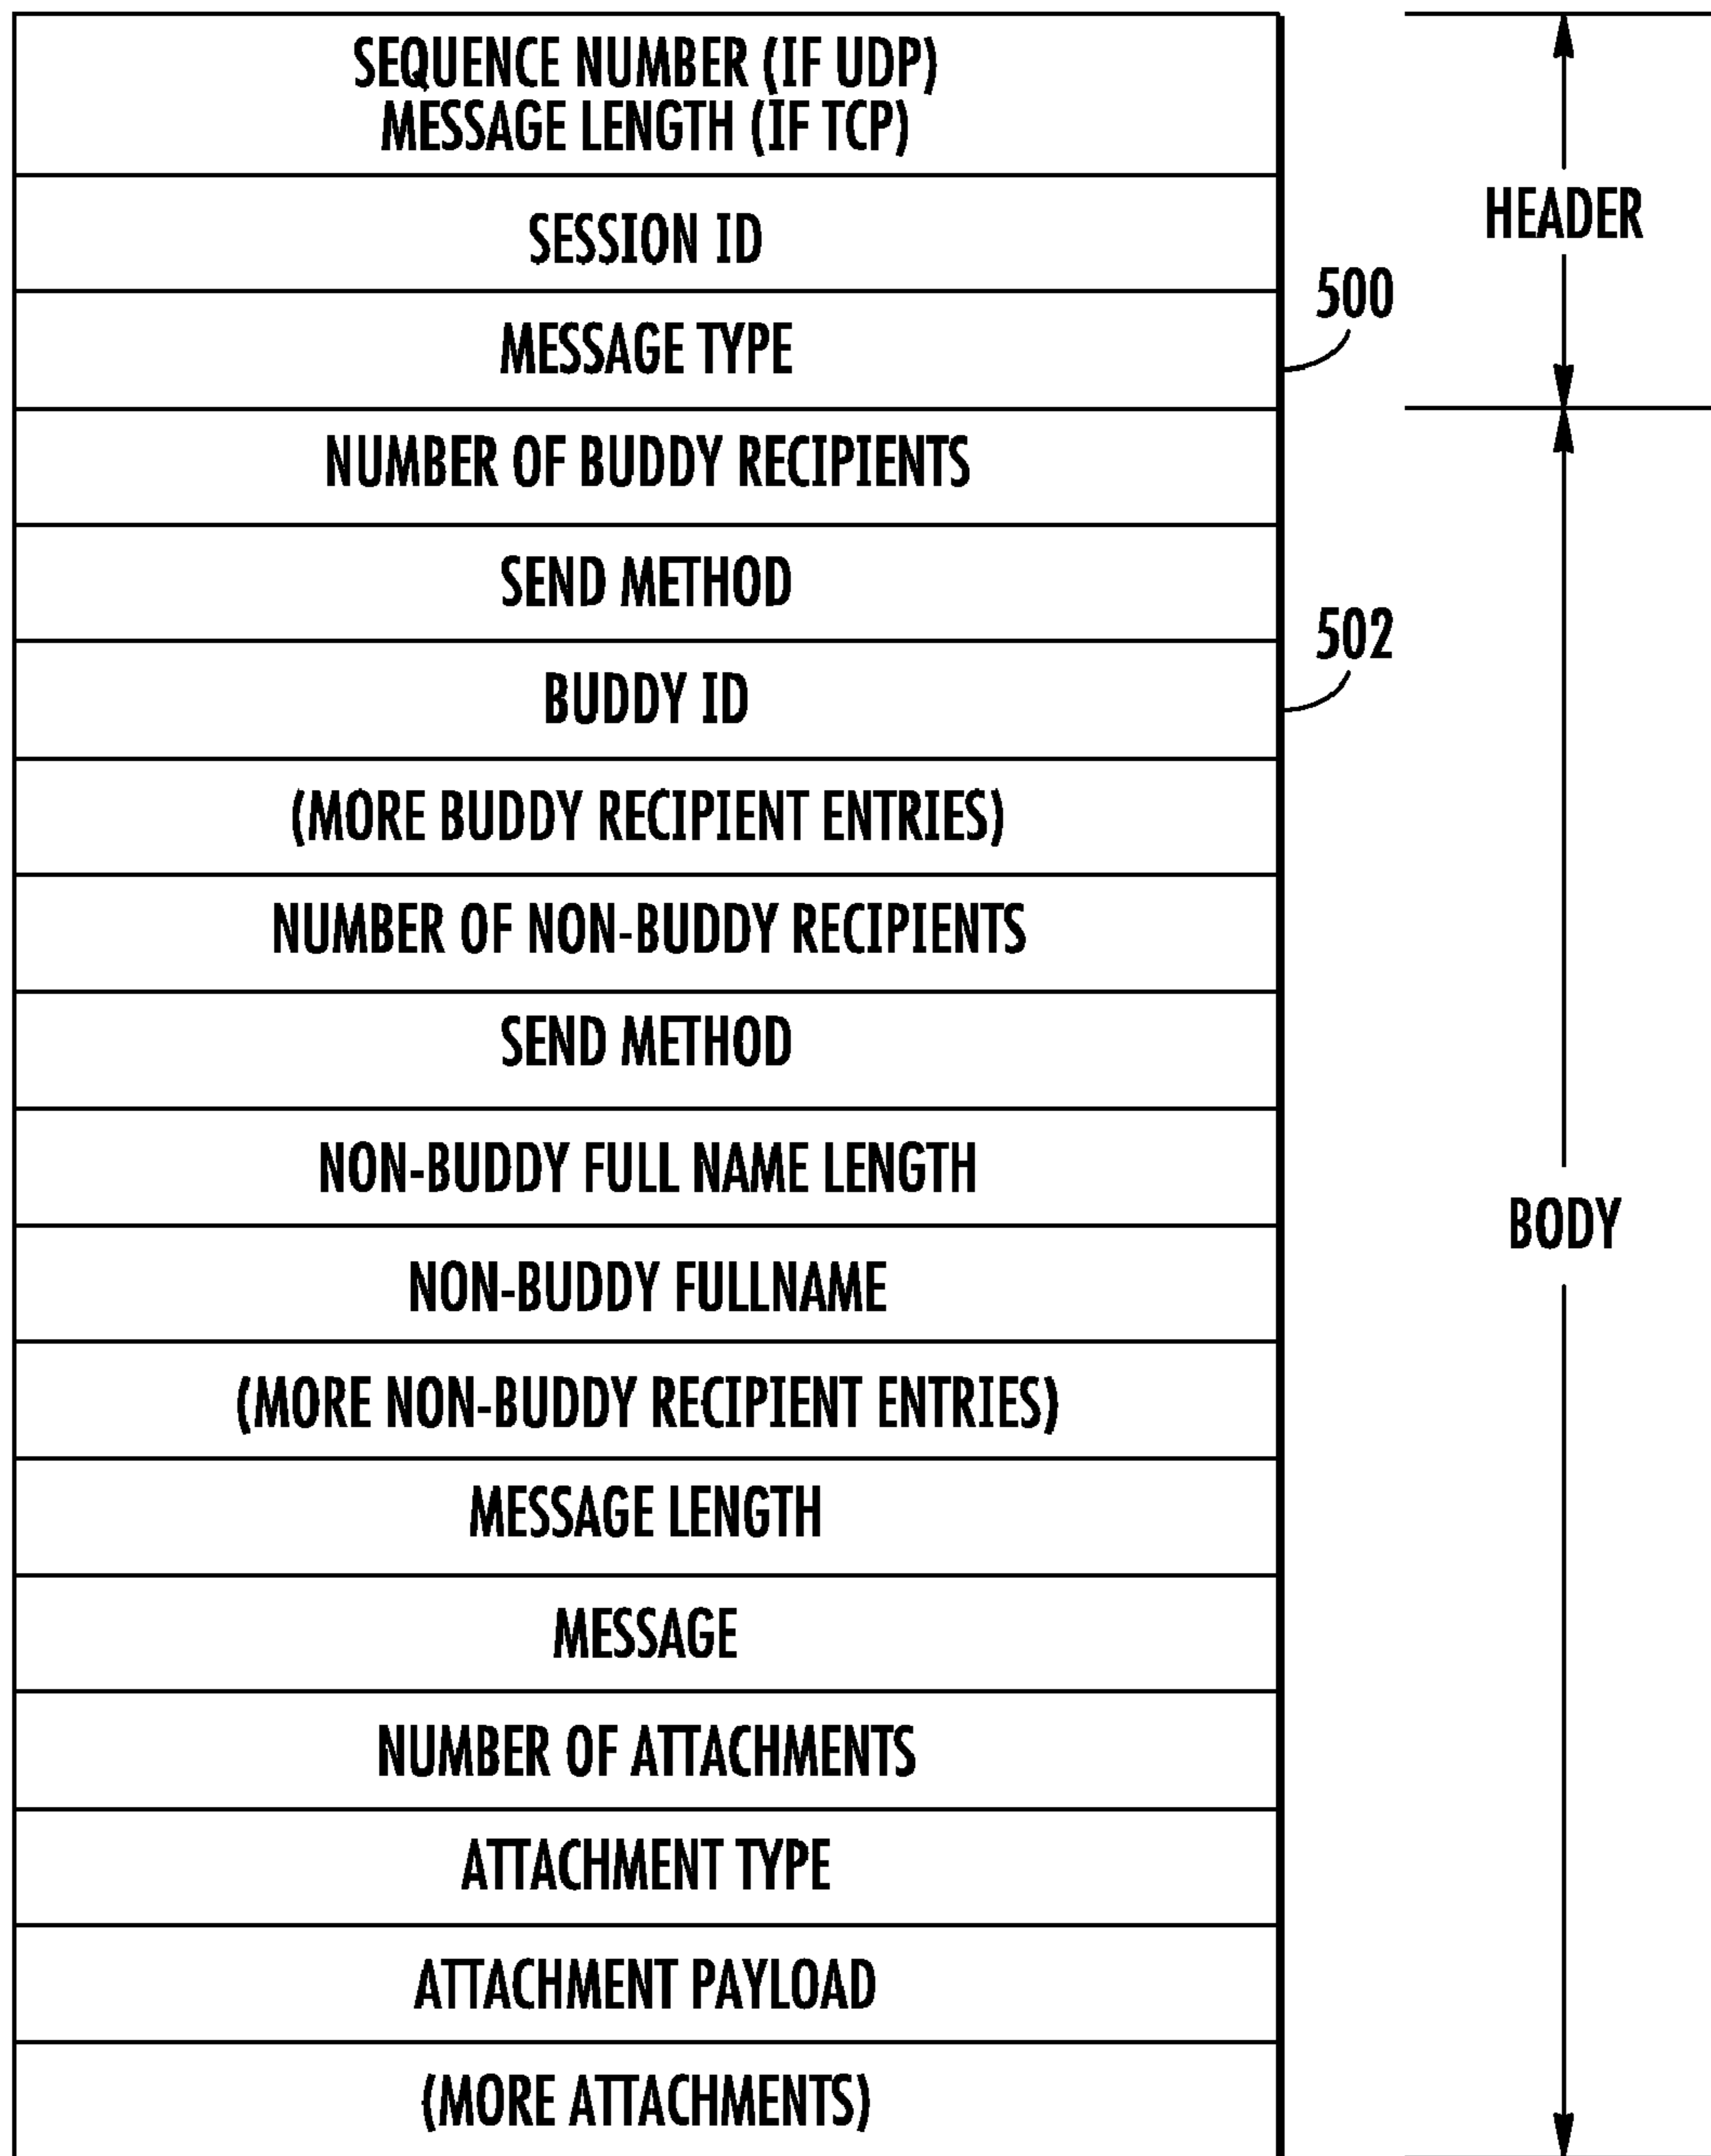 SEQUENCE NUMBER (IF UDP)
MESSAGE LENGTH (IF TCP)
SESSION ID
HEADER
500
MESSAGE TYPE
NUMBER OF BUDDY RECIPIENTS
SEND METHOD
502
BUDDY ID
(MORE BUDDY RECIPIENT ENTRIES)
NUMBER OF NON-BUDDY RECIPIENTS
SEND METHOD
NON-BUDDY FULL NAME LENGTH
BODY
NON-BUDDY FULLNAME
(MORE NON-BUDDY RECIPIENT ENTRIES)
MESSAGE LENGTH
MESSAGE
NUMBER OF ATTACHMENTS
ATTACHMENT TYPE
ATTACHMENT PAYLOAD
(MORE ATTACHMENTS)